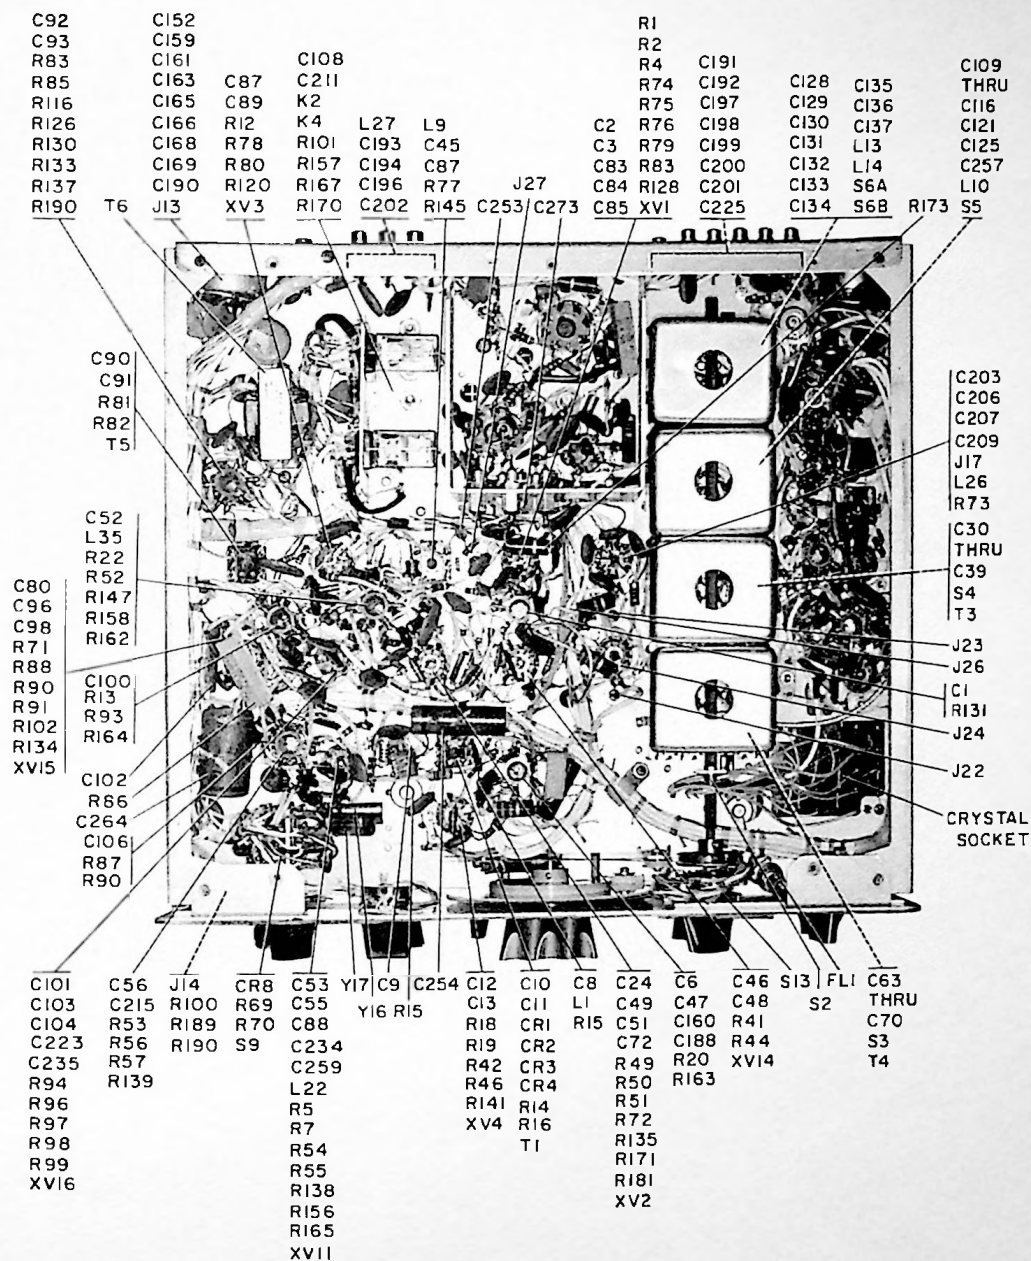 C92
C93
R83
R85
R116
R126
R130
R133
R137
R190
T6
C152
C159
C161
C163
C165
C166
C168
C169
C190
J13
C87
C89
R12
R78
R80
R120
XV3
C108
C211
K2
K4
R101
R157
R167
R170
L27
C193
C194
C196
C202
L9
C45
C87
R77
R145
C253
J27
C273
C2
C3
C83
C84
C85
R1
R2
R4
R74
R75
R76
R79
R83
R128
XV1
C191
C192
C197
C198
C199
C200
C201
C225
C128
C129
C130
C131
C132
C133
C134
C135
C136
C137
L13
L14
S6A
S6B
R173
C109
THRU
C116
C121
C125
C257
L10
S5
C90
C91
R81
R82
T5
C52
L35
R22
R52
R147
R158
R162
C80
C96
C98
R71
R88
R90
R91
R102
R134
XV15
C100
R13
R93
R164
C102
R86
C264
C106
R87
R90
C203
C206
C207
C209
J17
L26
R73
C30
THRU
C39
S4
T3
J23
J26
C1
R131
J24
J22
CRYSTAL
SOCKET
C101
C103
C104
C223
C235
R94
R96
R97
R98
R99
XV16
C56
C215
R53
R56
R57
R139
J14
R100
R189
R190
CR8
R69
R70
S9
C53
C55
C88
C234
C259
L22
R5
R7
R54
R55
R138
R156
R165
XV11
Y17
Y16
C9
R15
C254
C12
C13
R18
R19
R42
R46
R141
XV4
C10
C11
CR1
CR2
CR3
CR4
R14
R16
T1
C8
L1
R15
C24
C49
C51
C72
R49
R50
R51
R72
R135
R171
R181
XV2
C6
C47
C160
C188
R20
R163
C46
C48
R41
R44
XV14
S13
S2
FL1
C63
THRU
C70
S3
T4